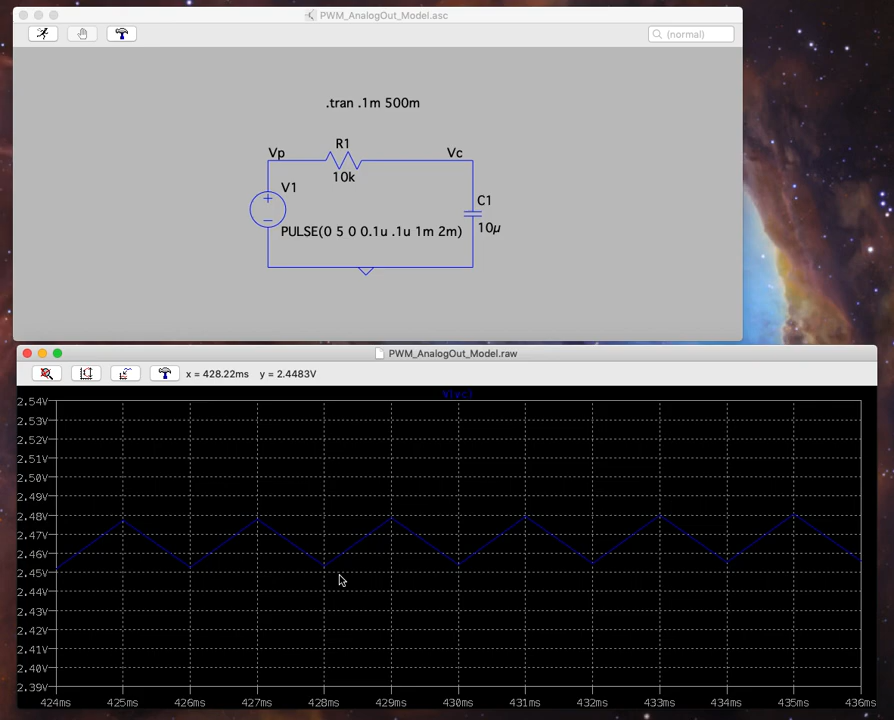 PWM_AnalogOut_Model.asc
(normal)
.tran .1m 500m
Vp
R1
Vc
10k
V1
C1
PULSE(0 5 0 0.1u .1u 1m 2m)
10µ
PWM_AnalogOut_Model.raw
x = 428.22ms y = 2.4483V
V(vc)
2.54V
2.53V
2.52V
2.51V
2.50V
2.49V
2.48V
2.47V
2.46V
2.45V
2.44V
2.43V
2.42V
2.41V
2.40V
2.39V
424ms 425ms 426ms 427ms 428ms 429ms 430ms 431ms 432ms 433ms 434ms 435ms 436ms